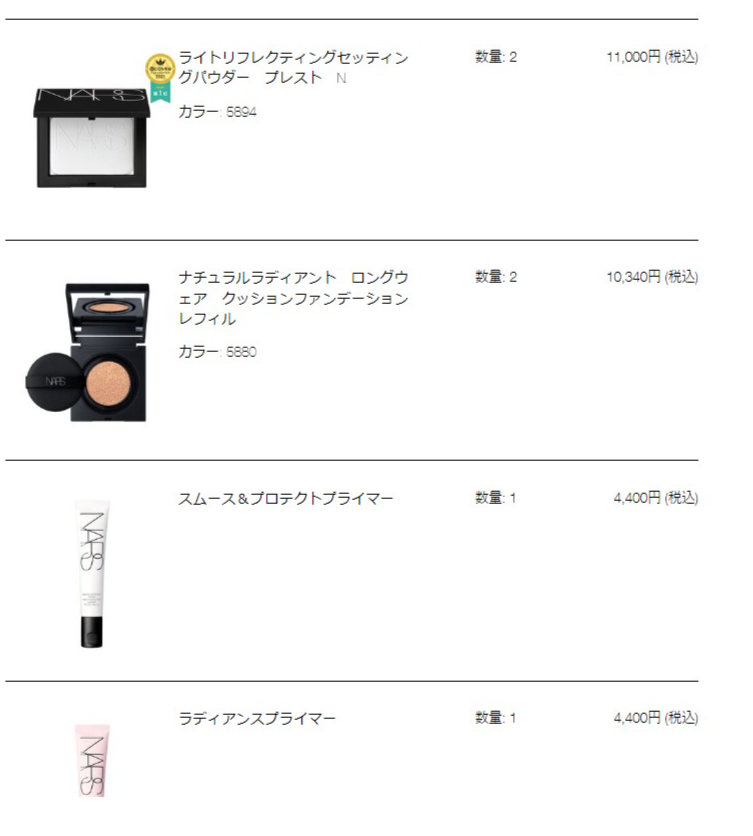 ライトリフレクティングセッティン
グパウダー　プレスト　N
数量: 2
11,000円 (税込)
カラー: 5894
NARS
NARS
ナチュラルラディアント　ロングウ
ェア　クッションファンデーション
レフィル
数量: 2
10,340円 (税込)
カラー: 5880
NARS
スムース＆プロテクトプライマー
数量: 1
4,400円 (税込)
NARS
ラディアンスプライマー
数量: 1
4,400円 (税込)
NARS